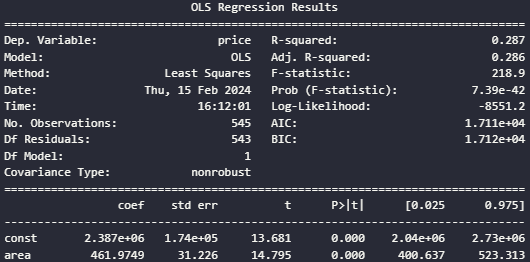 OLS Regression Results
==============================================================================
Dep. Variable: price R-squared: 0.287
Model: OLS Adj. R-squared: 0.286
Method: Least Squares F-statistic: 218.9
Date: Thu, 15 Feb 2024 Prob (F-statistic): 7.39e-42
Time: 16:12:01 Log-Likelihood: -8551.2
No. Observations: 545 AIC: 1.711e+04
Df Residuals: 543 BIC: 1.712e+04
Df Model: 1
Covariance Type: nonrobust
==============================================================================
coef std err t P>|t| [0.025 0.975]
------------------------------------------------------------------------------
const 2.387e+06 1.74e+05 13.681 0.000 2.04e+06 2.73e+06
area 461.9749 31.226 14.795 0.000 400.637 523.313